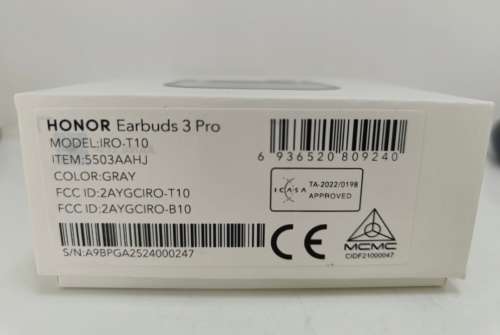 HONOR Earbuds 3 Pro
MODEL:IRO-T10
ITEM:5503AAHJ
COLOR:GRAY
FCC ID:2AYGCIRO-T10
FCC ID:2AYGCIRO-B10
S/N:A9BPGA2524000247
6 936520 809240
ICASA
TA-2022/0198
APPROVED
MCMC
CIDF21000047